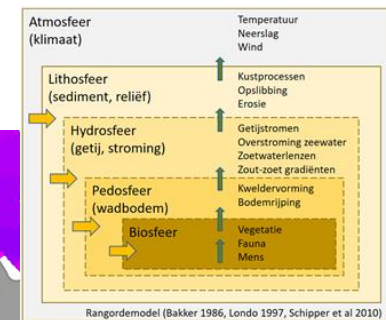 Atmosfeer
(klimaat)
Temperatuur
Neerslag
Wind
Lithosfeer
(sediment, reliëf)
Kustprocessen
Opslibbing
Erosie
Hydrosfeer
(getij, stroming)
Getijstromen
Overstroming zeewater
Zoetwaterlenzen
Zout-zoet gradiënten
Pedosfeer
(wadbodem)
Kweldervorming
Bodemrijping
Biosfeer
Vegetatie
Fauna
Mens
Rangordemodel (Bakker 1986, Londo 1997, Schipper et al 2010)